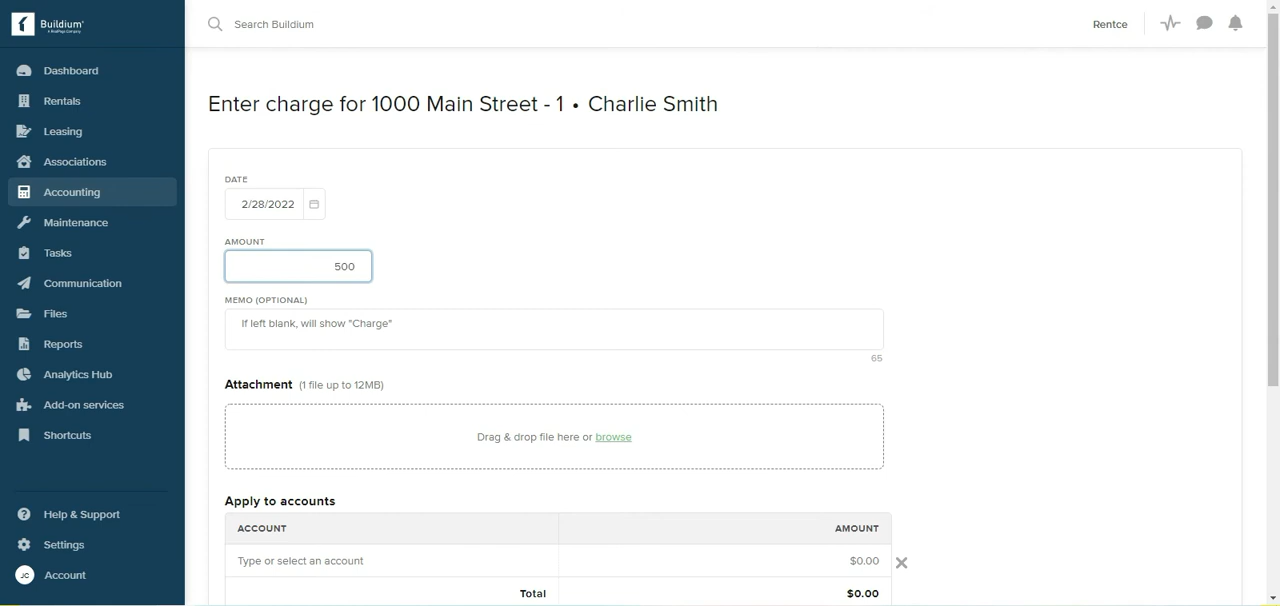 Buildium®
A RealPage Company
Search Buildium
Rentce
Dashboard
Rentals
Leasing
Associations
Accounting
Maintenance
Tasks
Communication
Files
Reports
Analytics Hub
Add-on services
Shortcuts
Help & Support
Settings
JC Account
Enter charge for 1000 Main Street - 1 • Charlie Smith
DATE
2/28/2022
AMOUNT
500
MEMO (OPTIONAL)
If left blank, will show "Charge"
65
Attachment (1 file up to 12MB)
Drag & drop file here or browse
Apply to accounts
ACCOUNT AMOUNT
Type or select an account $0.00
Total $0.00